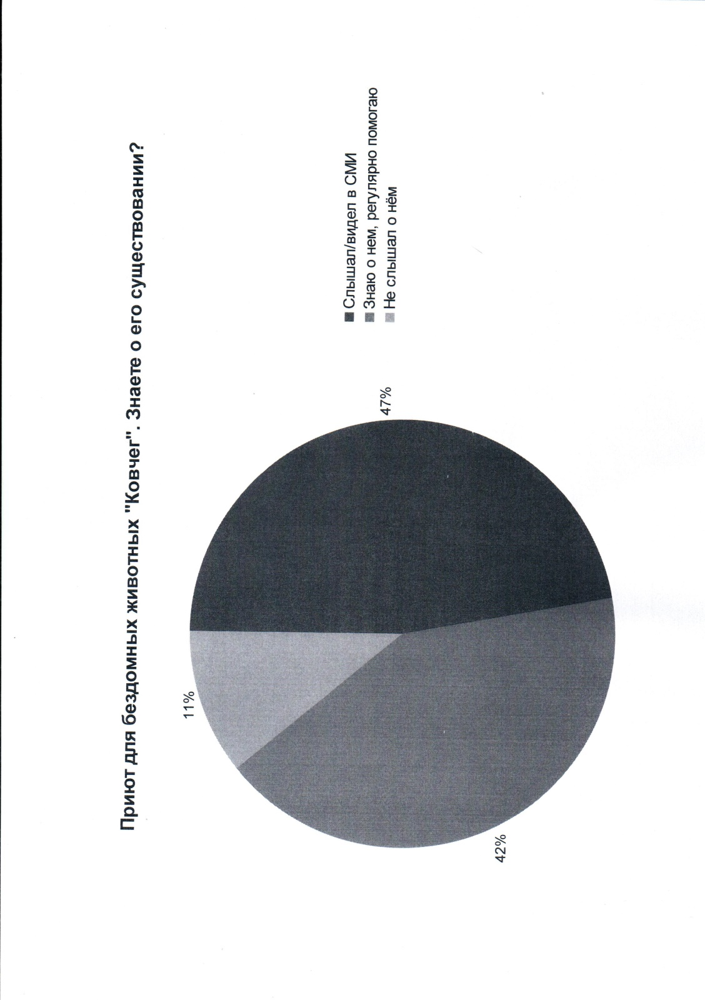 Приют для бездомных животных "Ковчег". Знаете о его существовании?
11%
47%
42%
Слышал/видел в СМИ
Знаю о нем, регулярно помогаю
Не слышал о нём